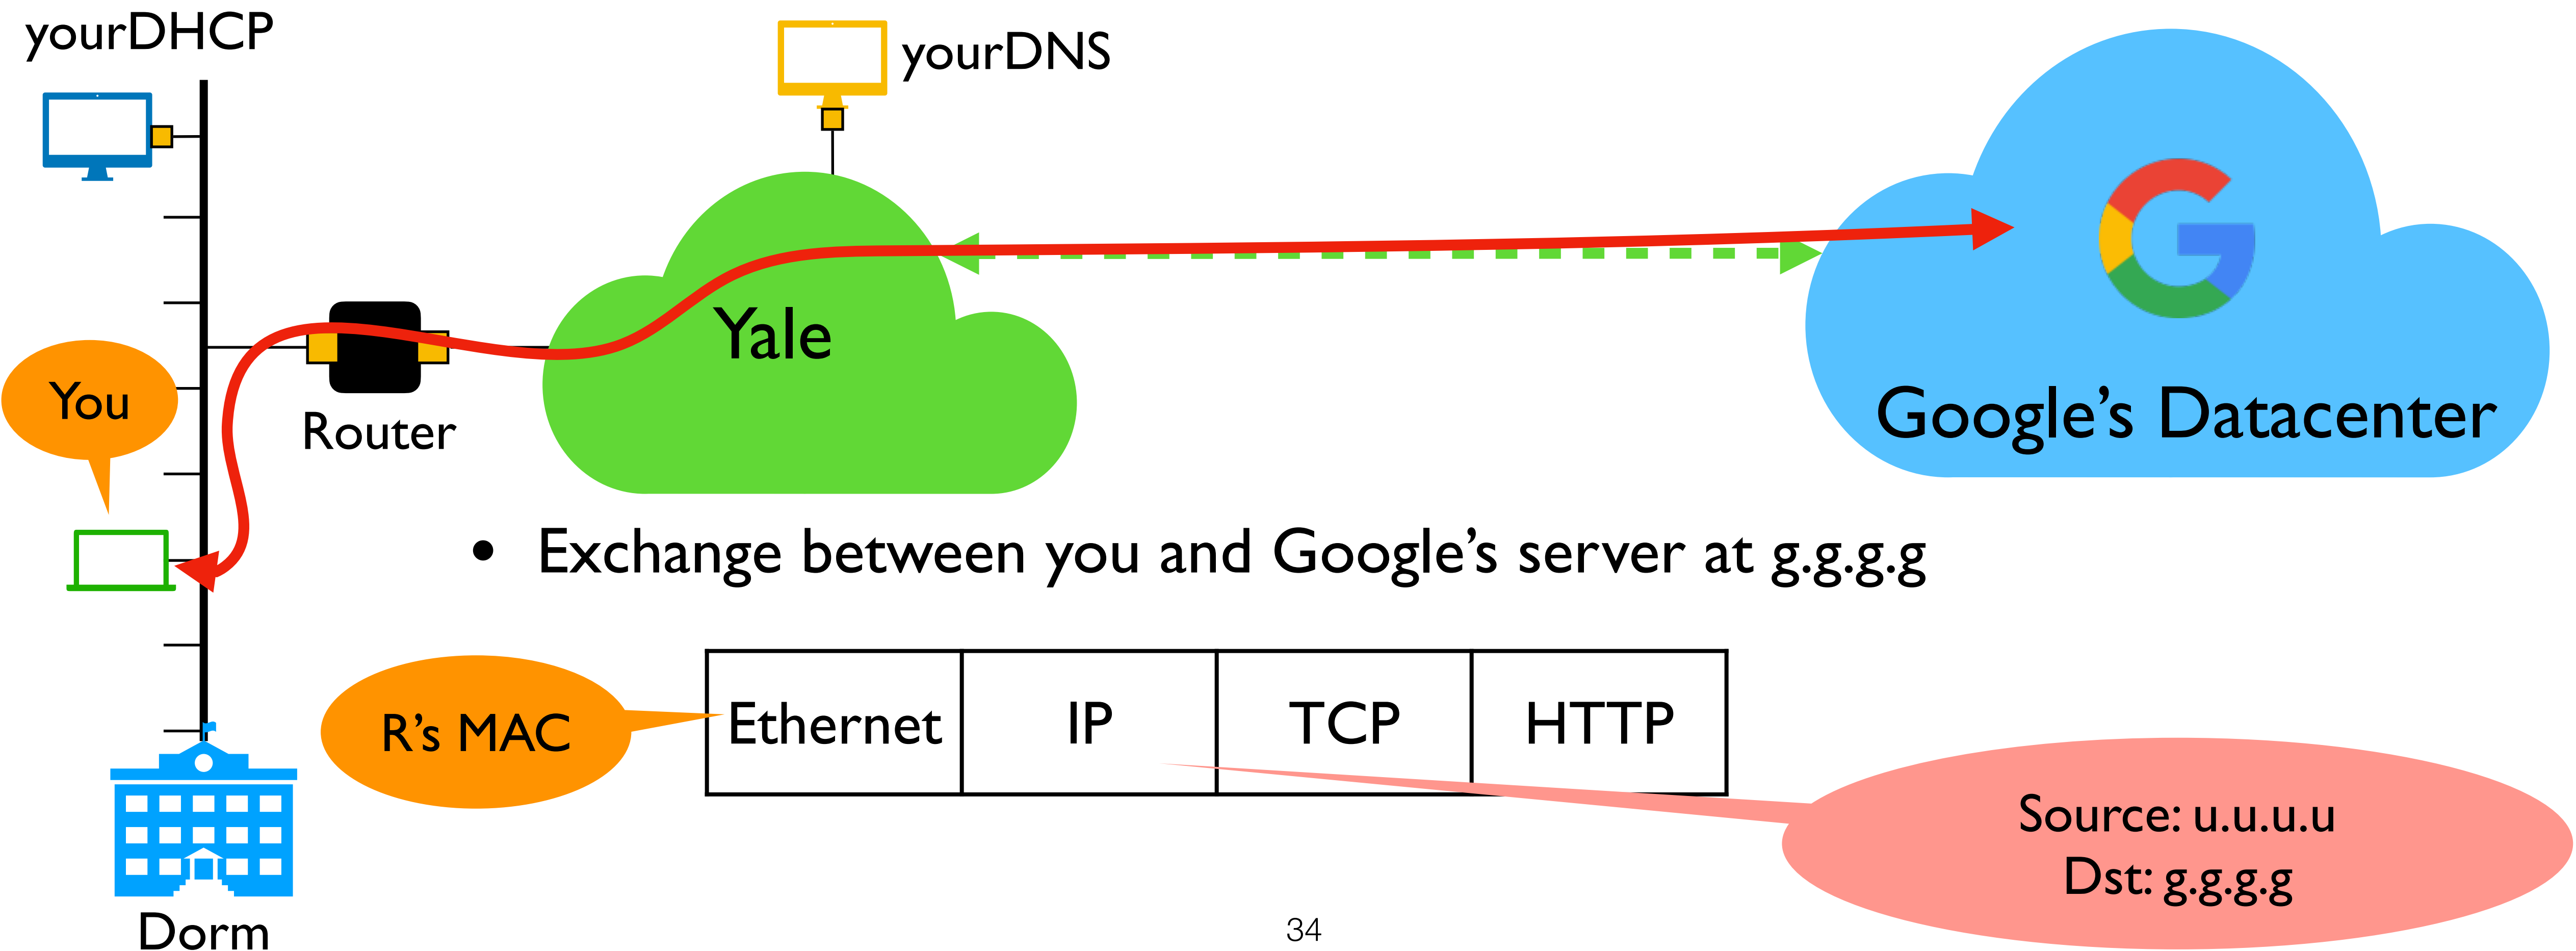 yourDHCP
yourDNS
You
Router
Yale
Google’s Datacenter
• Exchange between you and Google’s server at g.g.g.g
R’s MAC
Ethernet
IP
TCP
HTTP
Source: u.u.u.u
Dst: g.g.g.g
Dorm
34